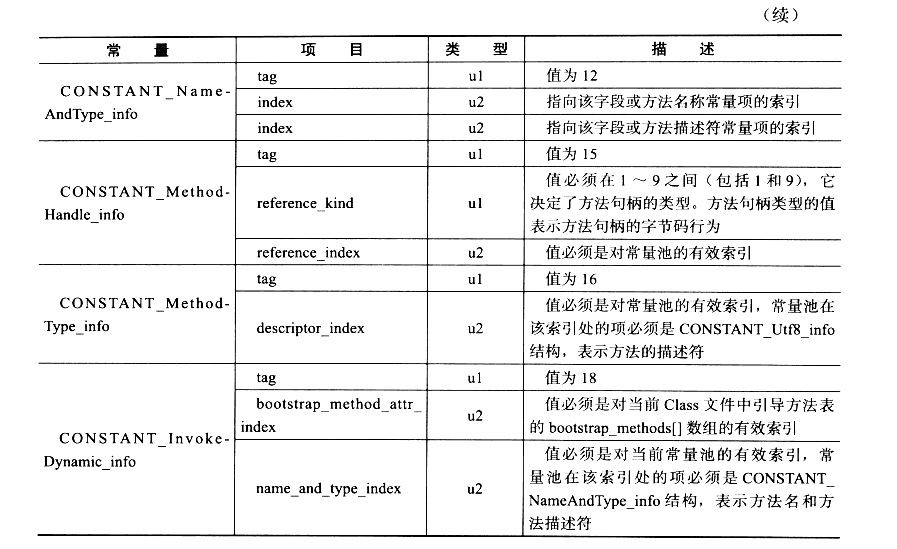 （续）
常 量 项 目 类 型 描 述
CONSTANT_Name-
AndType_info
tag u1 值为 12
index u2 指向该字段或方法名称常量项的索引
index u2 指向该字段或方法描述符常量项的索引
CONSTANT_Method-
Handle_info
tag u1 值为 15
reference_kind u1 值必须在 1 ～ 9 之间（包括 1 和 9），它
决定了方法句柄的类型。方法句柄类型的值
表示方法句柄的字节码行为
reference_index u2 值必须是对常量池的有效索引
CONSTANT_Method-
Type_info
tag u1 值为 16
descriptor_index u2 值必须是对常量池的有效索引，常量池在
该索引处的项必须是 CONSTANT_Utf8_info
结构，表示方法的描述符
CONSTANT_Invoke-
Dynamic_info
tag u1 值为 18
bootstrap_method_attr_
index u2 值必须是对当前 Class 文件中引导方法表
的 bootstrap_methods[] 数组的有效索引
name_and_type_index u2 值必须是对当前常量池的有效索引，常
量池在该索引处的项必须是 CONSTANT_
NameAndType_info 结构，表示方法名和方
法描述符